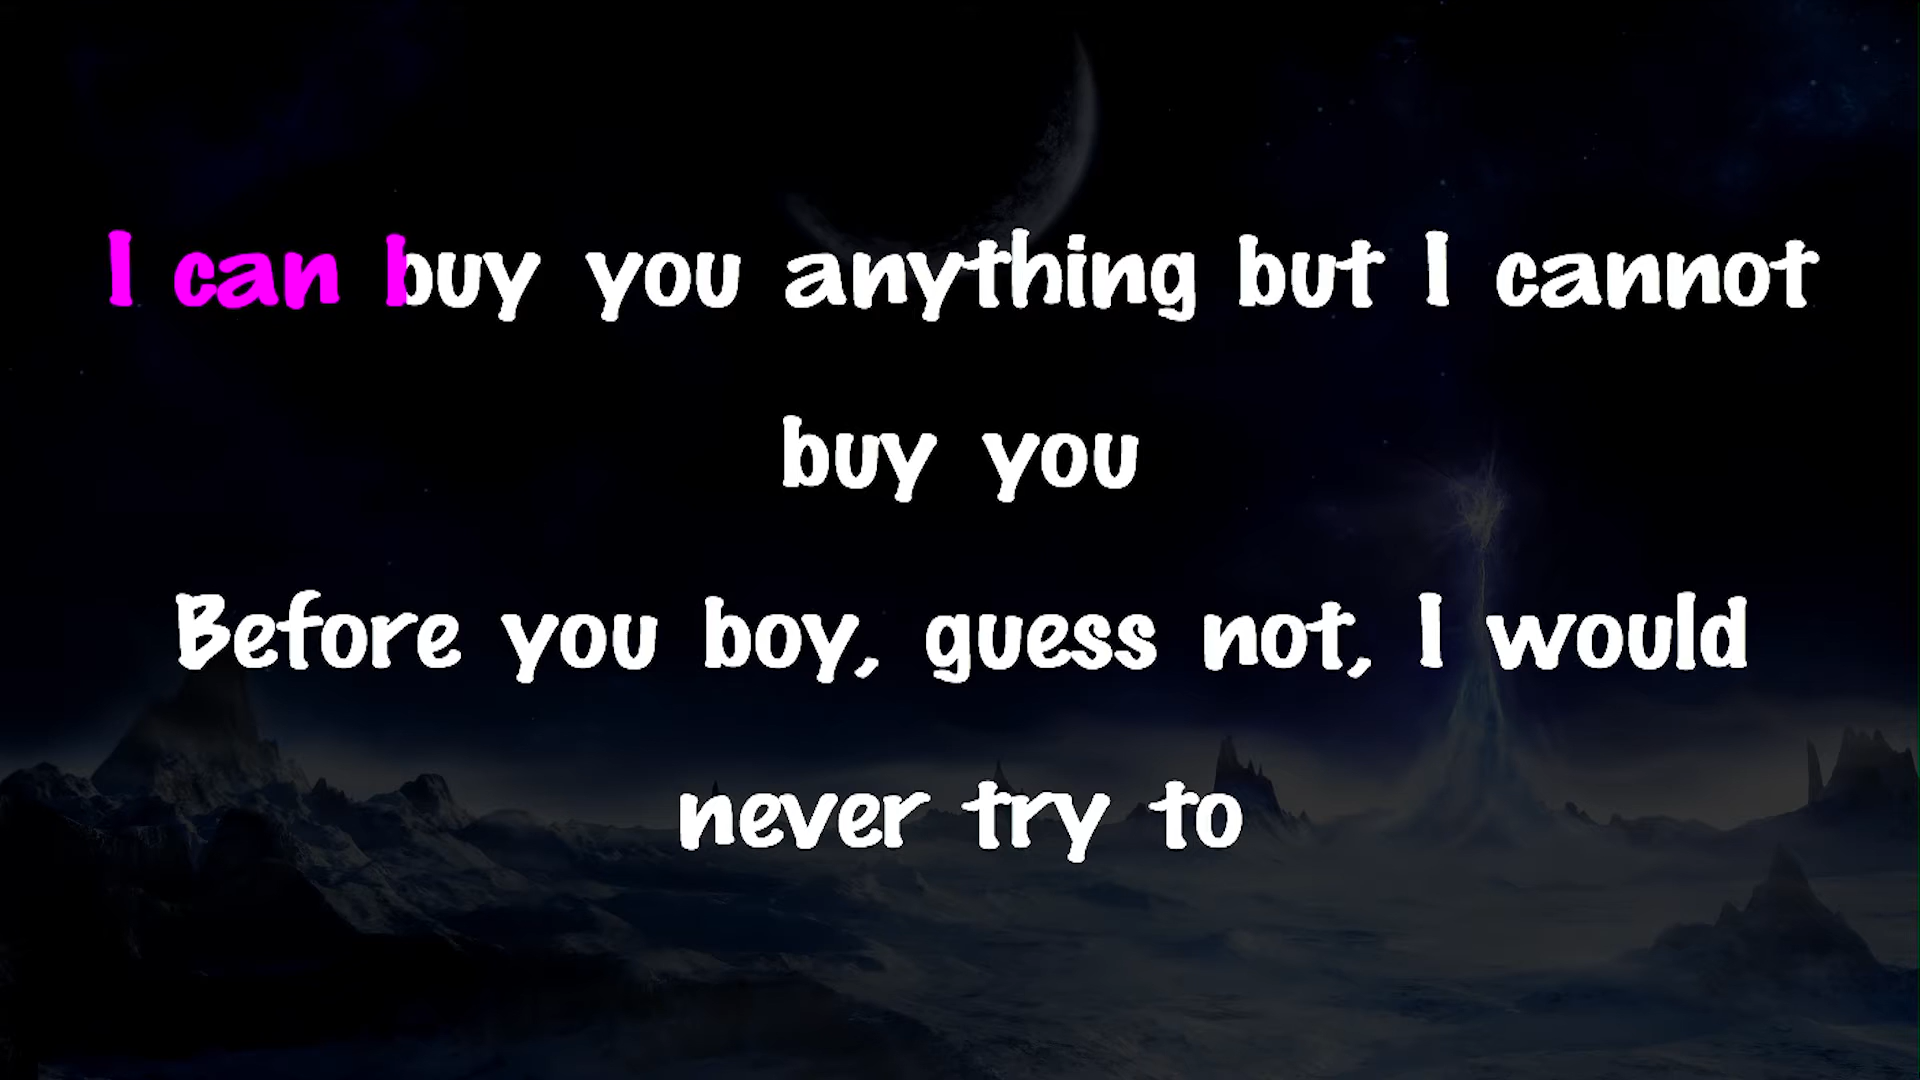 I can buy you anything but I cannot
buy you
Before you boy, guess not, I would
never try to